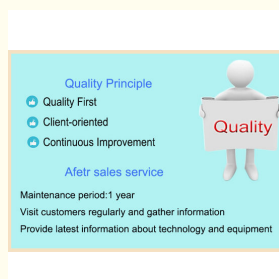 Quality Principle
Quality First
Client-oriented
Continuous Improvement
Quality
Afetr sales service
Maintenance period:1 year
Visit customers regularly and gather information
Provide latest information about technology and equipment